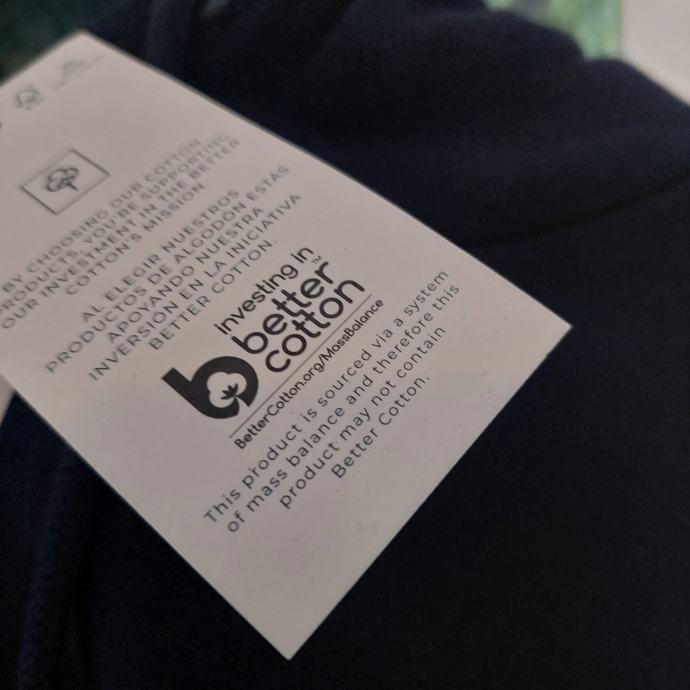 BY CHOOSING OUR COTTON
PRODUCTS, YOU'RE SUPPORTING
OUR INVESTMENT IN THE BETTER
COTTON'S MISSION
AL ELEGIR NUESTROS
PRODUCTOS DE ALGODÓN ESTÁS
APOYANDO NUESTRA
INVERSIÓN EN LA INICIATIVA
BETTER COTTON.
investing in
better™
cotton
BetterCotton.org/MassBalance
This product is sourced via a system
of mass balance and therefore this
product may not contain
Better Cotton.